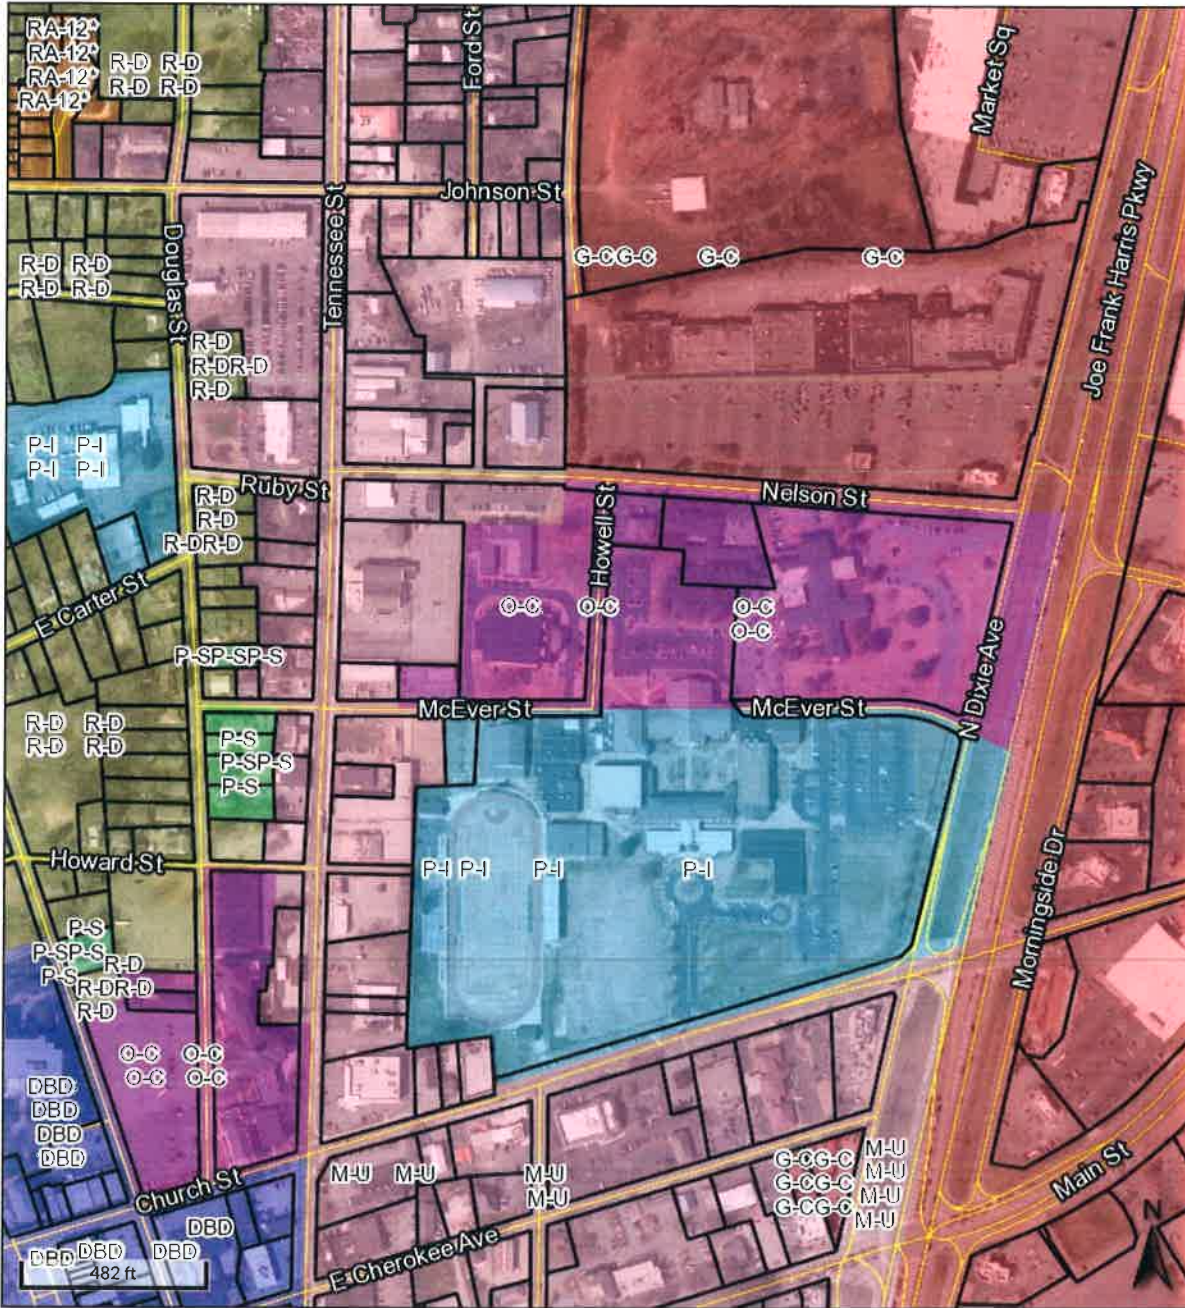 RA-12*
RA-12*
RA-12*
RA-12*
R-D R-D
R-D R-D
Ford St
Market Sq
Johnson St
Tennessee St
Douglas St
Joe Frank Harris Pkwy
R-D R-D
R-D R-D
G-CG-C G-C G-C
R-D
R-DR-D
R-D
P-I P-I
P-I P-I
Ruby St
Nelson St
R-D
R-D
R-DR-D
Howell St
E Carter St
O-C O-C O-C
O-C
P-SP-SP-S
N Dixie Ave
McEver St
McEver St
R-D R-D
R-D R-D
P-S
P-SP-S
P-S
Howard St
P-I P-I P-I P-I
Morningside Dr
P-S
P-SP-S
P-S
R-D
R-DR-D
R-D
O-C O-C
O-C O-C
DBD
DBD
DBD
DBD
M-U M-U M-U
M-U
G-CG-C
G-CG-C
G-CG-C
M-U
M-U
M-U
M-U
Main St
Church St
DBD
DBD DBD DBD
E Cherokee Ave
482 ft
N